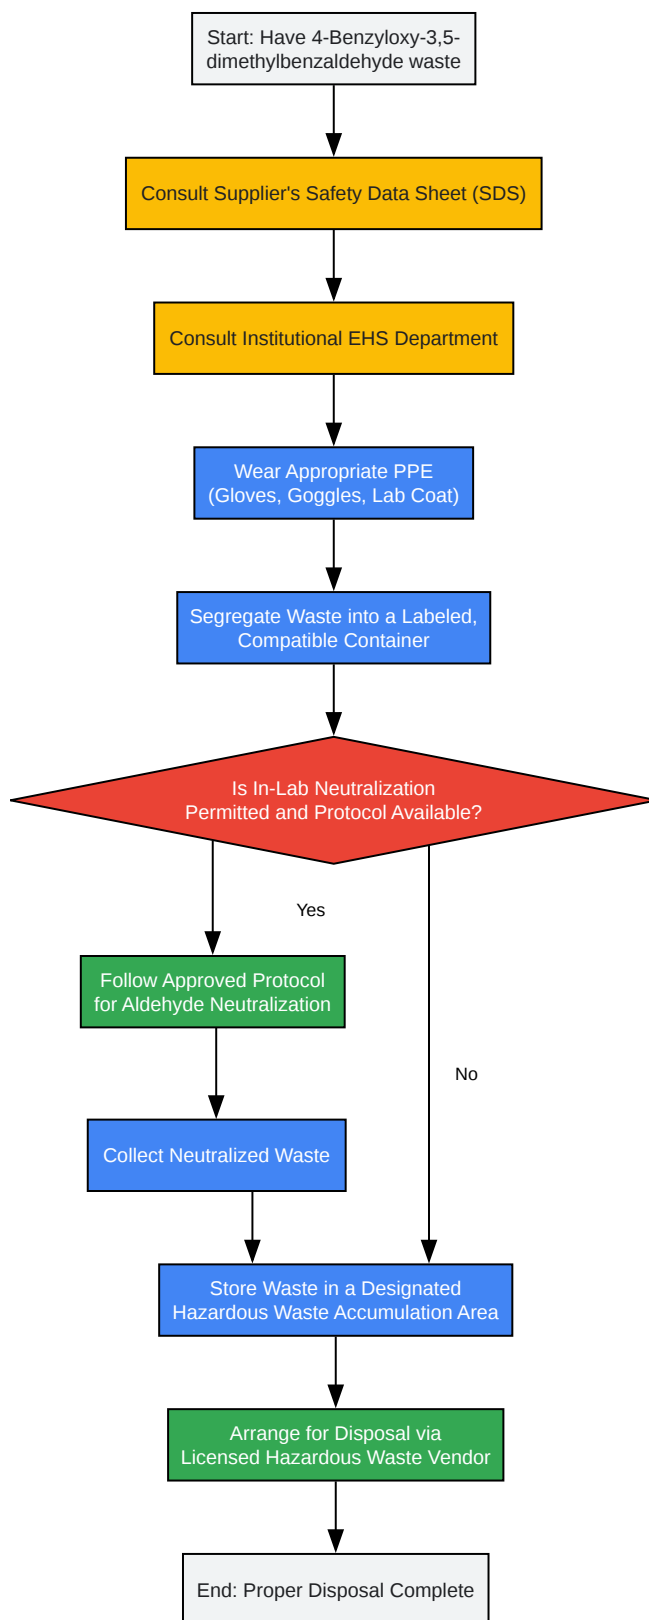 Start: Have 4-Benzyloxy-3,5-
dimethylbenzaldehyde waste
Consult Supplier's Safety Data Sheet (SDS)
Consult Institutional EHS Department
Wear Appropriate PPE
(Gloves, Goggles, Lab Coat)
Segregate Waste into a Labeled,
Compatible Container
Is In-Lab Neutralization
Permitted and Protocol Available?
Yes
Follow Approved Protocol
for Aldehyde Neutralization
No
Collect Neutralized Waste
Store Waste in a Designated
Hazardous Waste Accumulation Area
Arrange for Disposal via
Licensed Hazardous Waste Vendor
End: Proper Disposal Complete